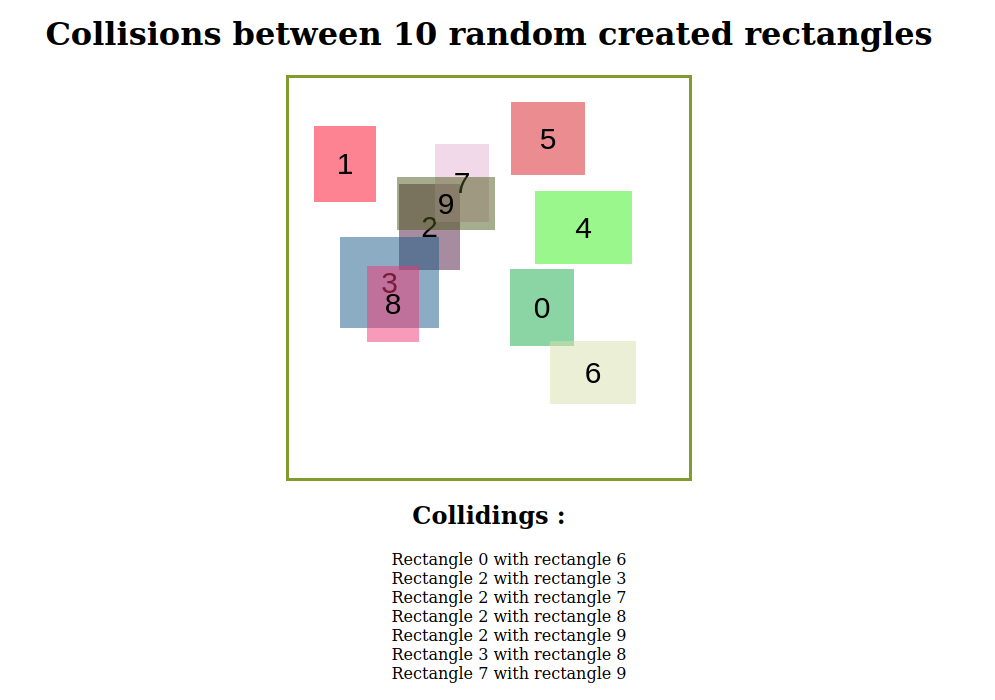 Collisions between 10 random created rectangles
5
1
7
9
2
4
3
8
0
6
Collidings :
Rectangle 0 with rectangle 6
Rectangle 2 with rectangle 3
Rectangle 2 with rectangle 7
Rectangle 2 with rectangle 8
Rectangle 2 with rectangle 9
Rectangle 3 with rectangle 8
Rectangle 7 with rectangle 9